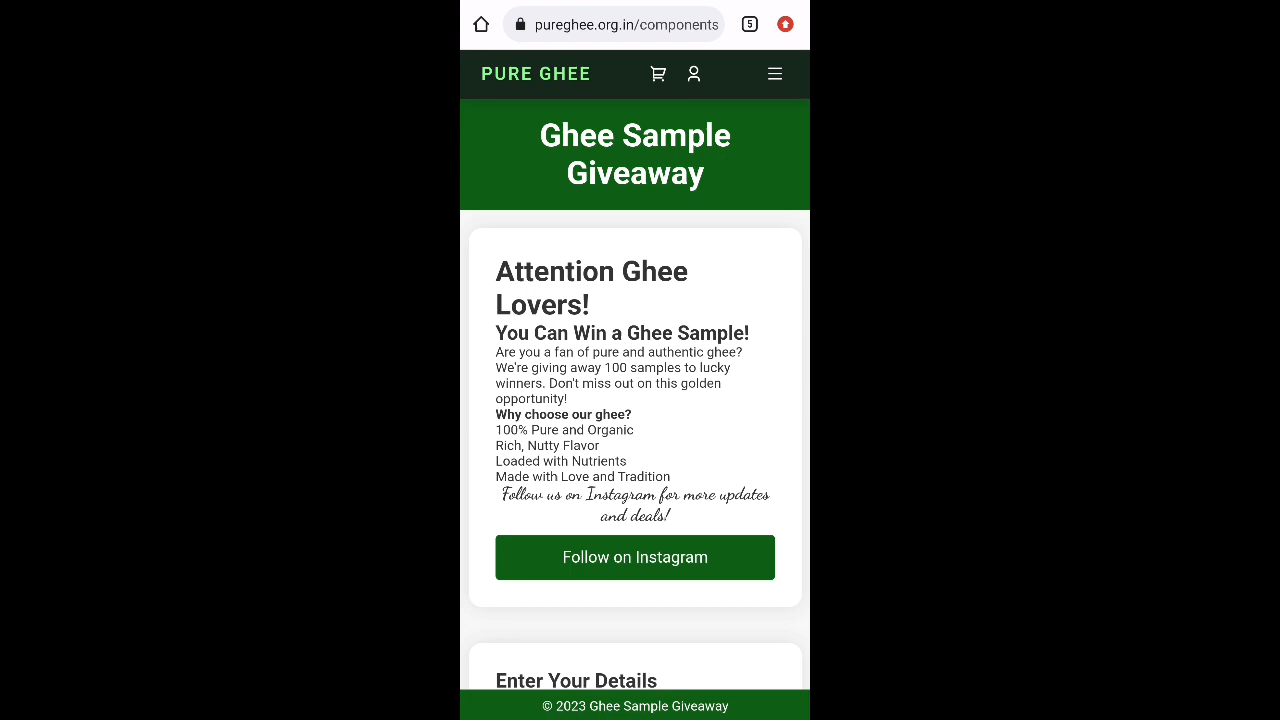 pureghee.org.in/components
5
PURE GHEE
Ghee Sample
Giveaway
Attention Ghee
Lovers!
You Can Win a Ghee Sample!
Are you a fan of pure and authentic ghee?
We're giving away 100 samples to lucky
winners. Don't miss out on this golden
opportunity!
Why choose our ghee?
100% Pure and Organic
Rich, Nutty Flavor
Loaded with Nutrients
Made with Love and Tradition
Follow us on Instagram for more updates
and deals!
Follow on Instagram
Enter Your Details
© 2023 Ghee Sample Giveaway